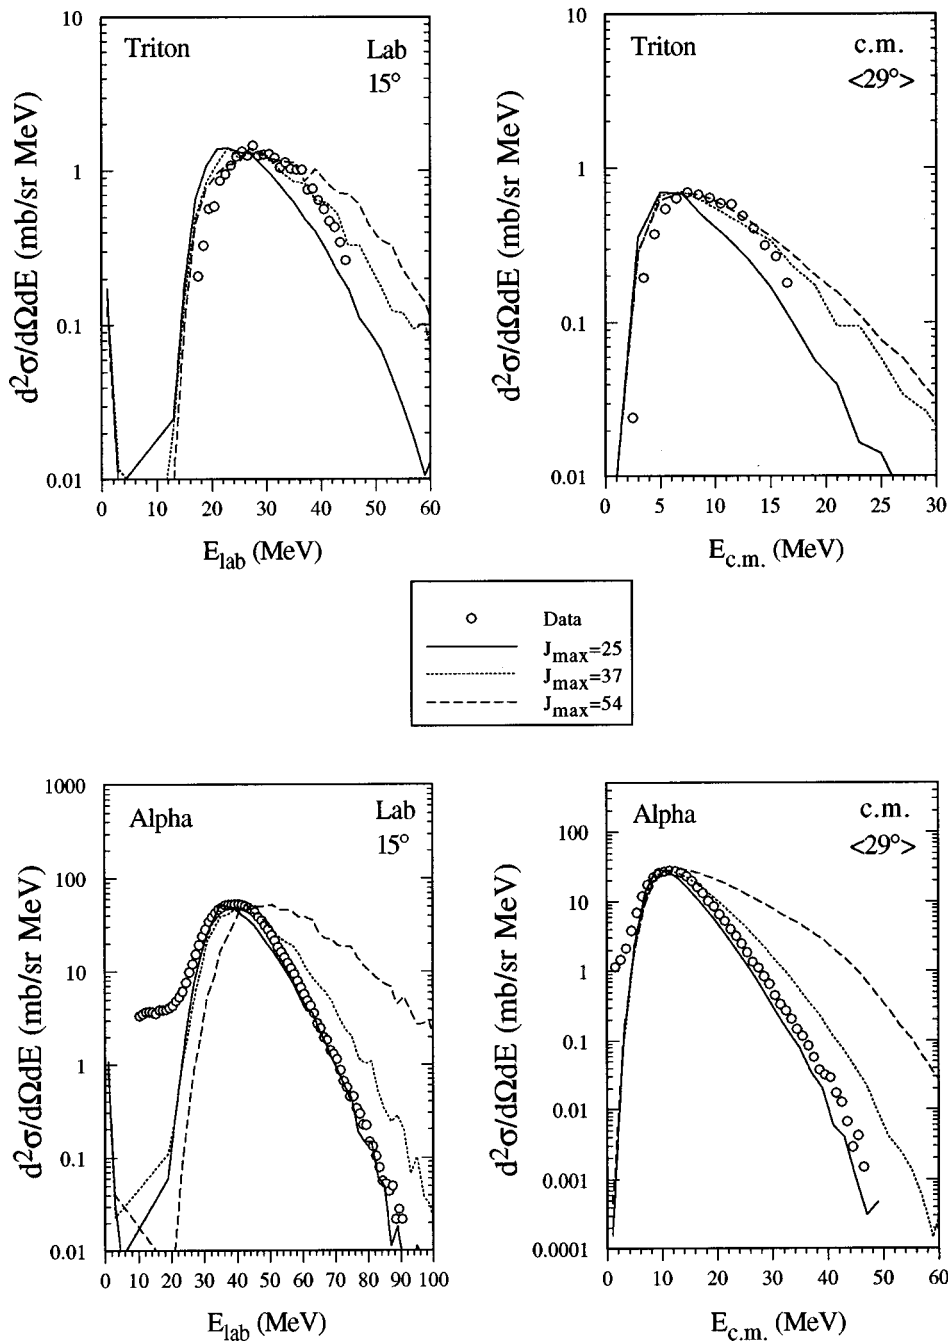 10
1
0.1
0.01
Triton
Lab
15°
d²σ/dΩdE (mb/sr MeV)
0 10 20 30 40 50 60
E_lab (MeV)
10
1
0.1
0.01
Triton
c.m.
<29°>
d²σ/dΩdE (mb/sr MeV)
0 5 10 15 20 25 30
E_c.m. (MeV)
Data
J_max=25
J_max=37
J_max=54
1000
100
10
1
0.1
0.01
Alpha
Lab
15°
d²σ/dΩdE (mb/sr MeV)
0 10 20 30 40 50 60 70 80 90 100
E_lab (MeV)
100
10
1
0.1
0.01
0.001
0.0001
Alpha
c.m.
<29°>
d²σ/dΩdE (mb/sr MeV)
0 10 20 30 40 50 60
E_c.m. (MeV)